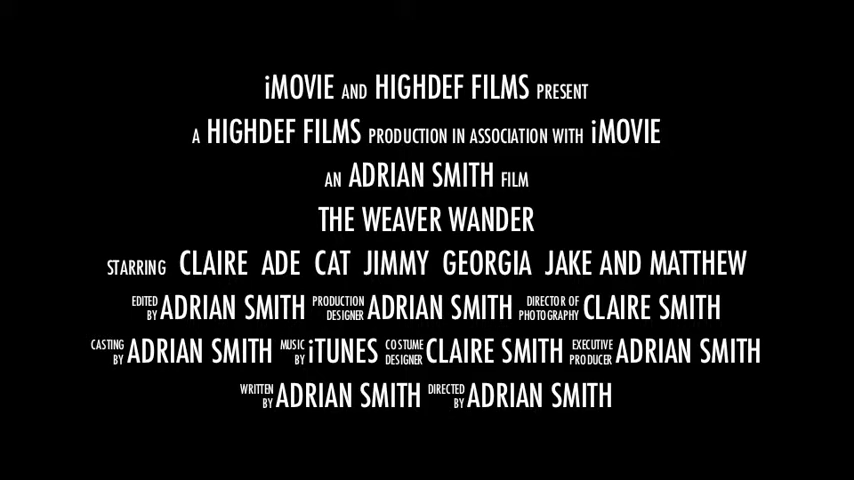 iMOVIE AND HIGHDEF FILMS PRESENT
A HIGHDEF FILMS PRODUCTION IN ASSOCIATION WITH iMOVIE
AN ADRIAN SMITH FILM
THE WEAVER WANDER
STARRING CLAIRE ADE CAT JIMMY GEORGIA JAKE AND MATTHEW
EDITED BY ADRIAN SMITH PRODUCTION DESIGNER ADRIAN SMITH DIRECTOR OF PHOTOGRAPHY CLAIRE SMITH
CASTING BY ADRIAN SMITH MUSIC BY iTUNES COSTUME DESIGNER CLAIRE SMITH EXECUTIVE PRODUCER ADRIAN SMITH
WRITTEN BY ADRIAN SMITH DIRECTED BY ADRIAN SMITH